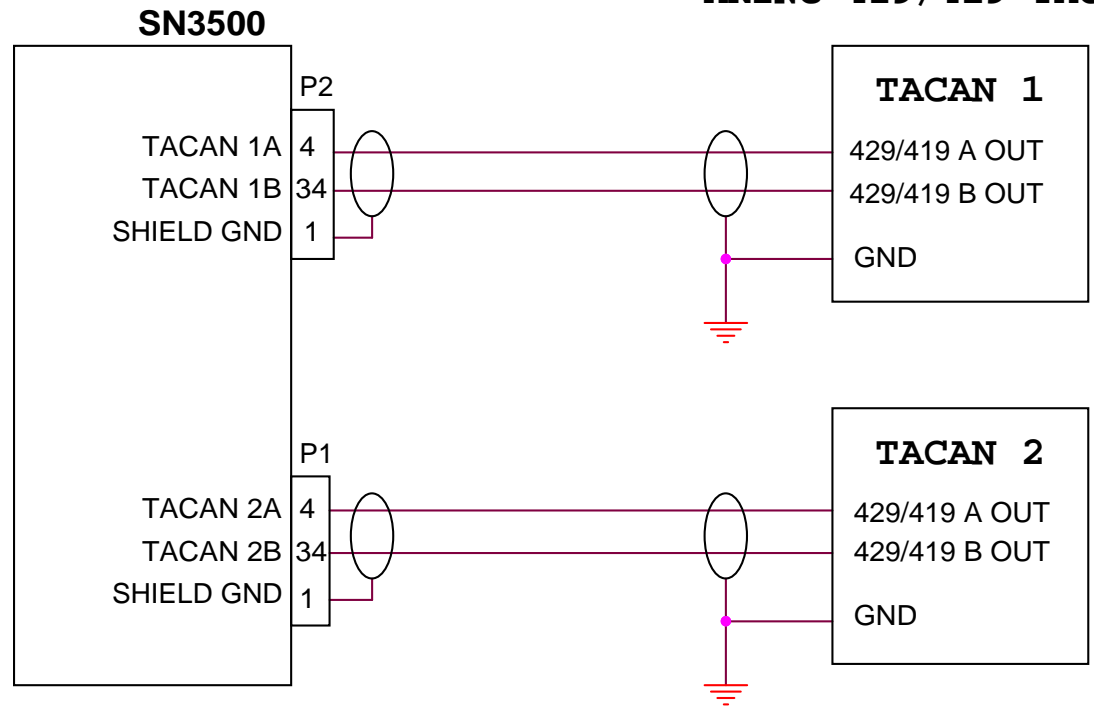 SN3500
P2
TACAN 1
TACAN 1A 4
429/419 A OUT
TACAN 1B 34
429/419 B OUT
SHIELD GND 1
GND
P1
TACAN 2
TACAN 2A 4
429/419 A OUT
TACAN 2B 34
429/419 B OUT
SHIELD GND 1
GND